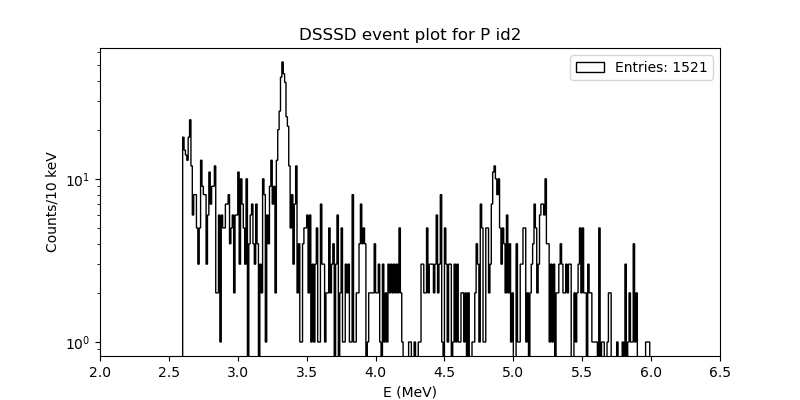 DSSSD event plot for P id2
Entries: 1521
Counts/10 keV
10¹
10⁰
2.0 2.5 3.0 3.5 4.0 4.5 5.0 5.5 6.0 6.5
E (MeV)